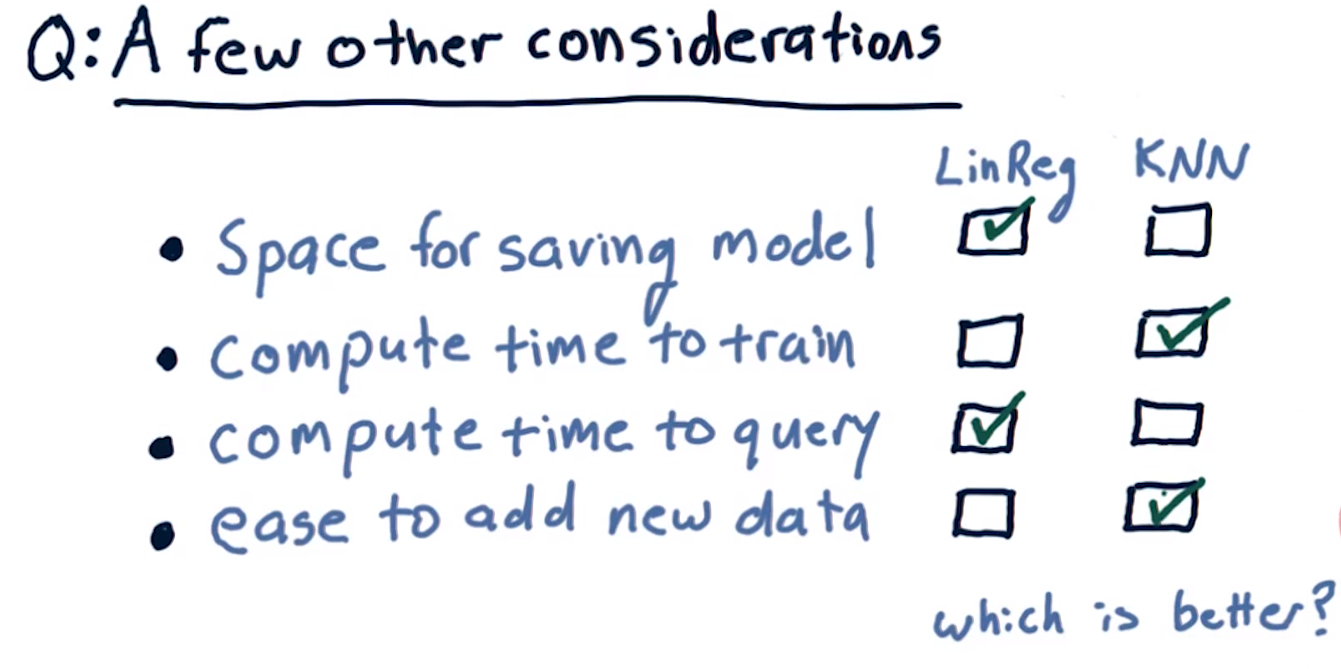 Q: A few other considerations
LinReg KNN
• Space for saving model
• compute time to train
• compute time to query
• ease to add new data
which is better?